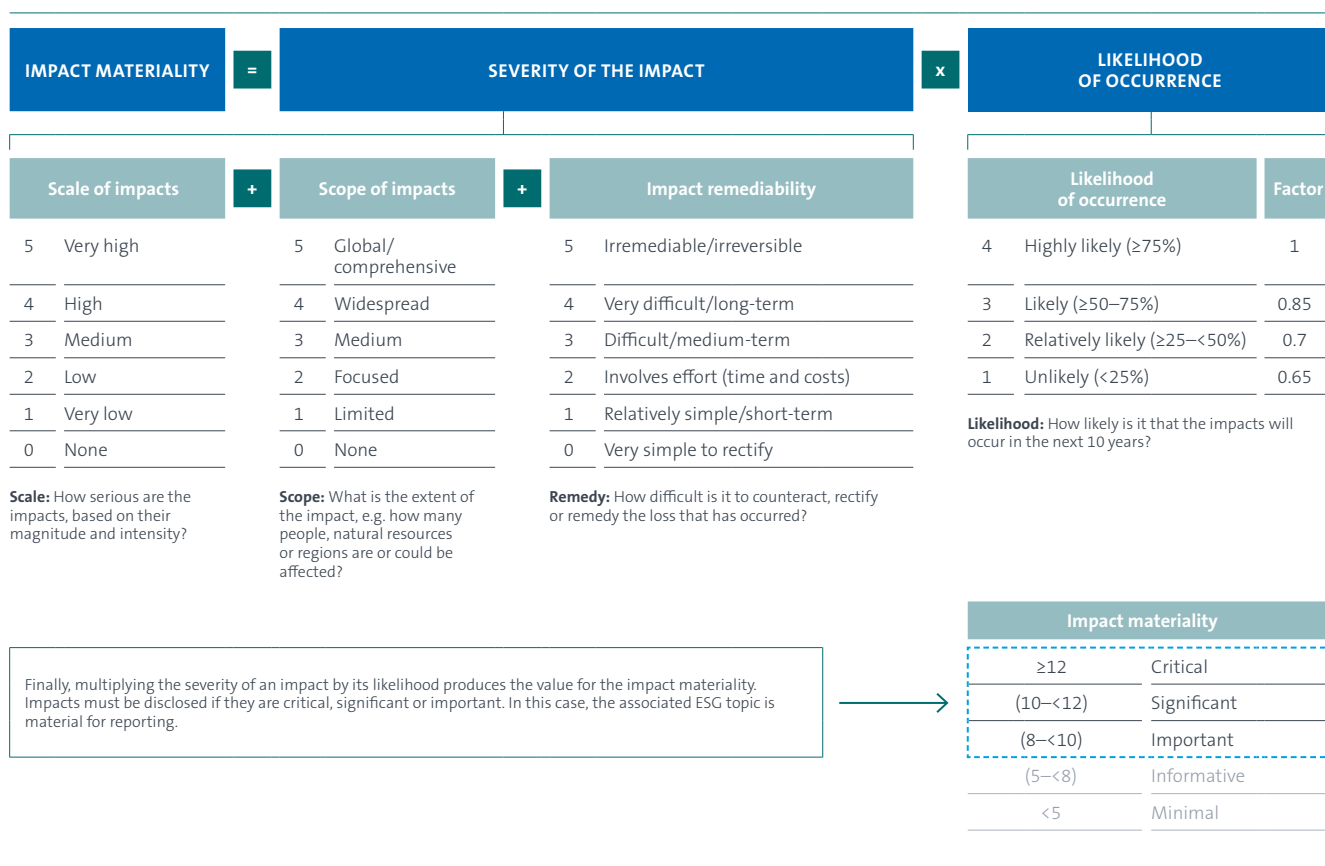 IMPACT MATERIALITY
=
SEVERITY OF THE IMPACT
x
LIKELIHOOD
OF OCCURRENCE
Scale of impacts
+
Scope of impacts
+
Impact remediability
Likelihood
of occurrence
Factor
5 Very high
4 High
3 Medium
2 Low
1 Very low
0 None
Scale: How serious are the
impacts, based on their
magnitude and intensity?
5 Global/
comprehensive
4 Widespread
3 Medium
2 Focused
1 Limited
0 None
Scope: What is the extent of
the impact, e.g. how many
people, natural resources
or regions are or could be
affected?
5 Irremediable/irreversible
4 Very difficult/long-term
3 Difficult/medium-term
2 Involves effort (time and costs)
1 Relatively simple/short-term
0 Very simple to rectify
Remedy: How difficult is it to counteract, rectify
or remedy the loss that has occurred?
4 Highly likely (≥75%) 1
3 Likely (≥50–75%) 0.85
2 Relatively likely (≥25–<50%) 0.7
1 Unlikely (<25%) 0.65
Likelihood: How likely is it that the impacts will
occur in the next 10 years?
Finally, multiplying the severity of an impact by its likelihood produces the value for the impact materiality.
Impacts must be disclosed if they are critical, significant or important. In this case, the associated ESG topic is
material for reporting.
Impact materiality
≥12 Critical
(10–<12) Significant
(8–<10) Important
(5–<8) Informative
<5 Minimal